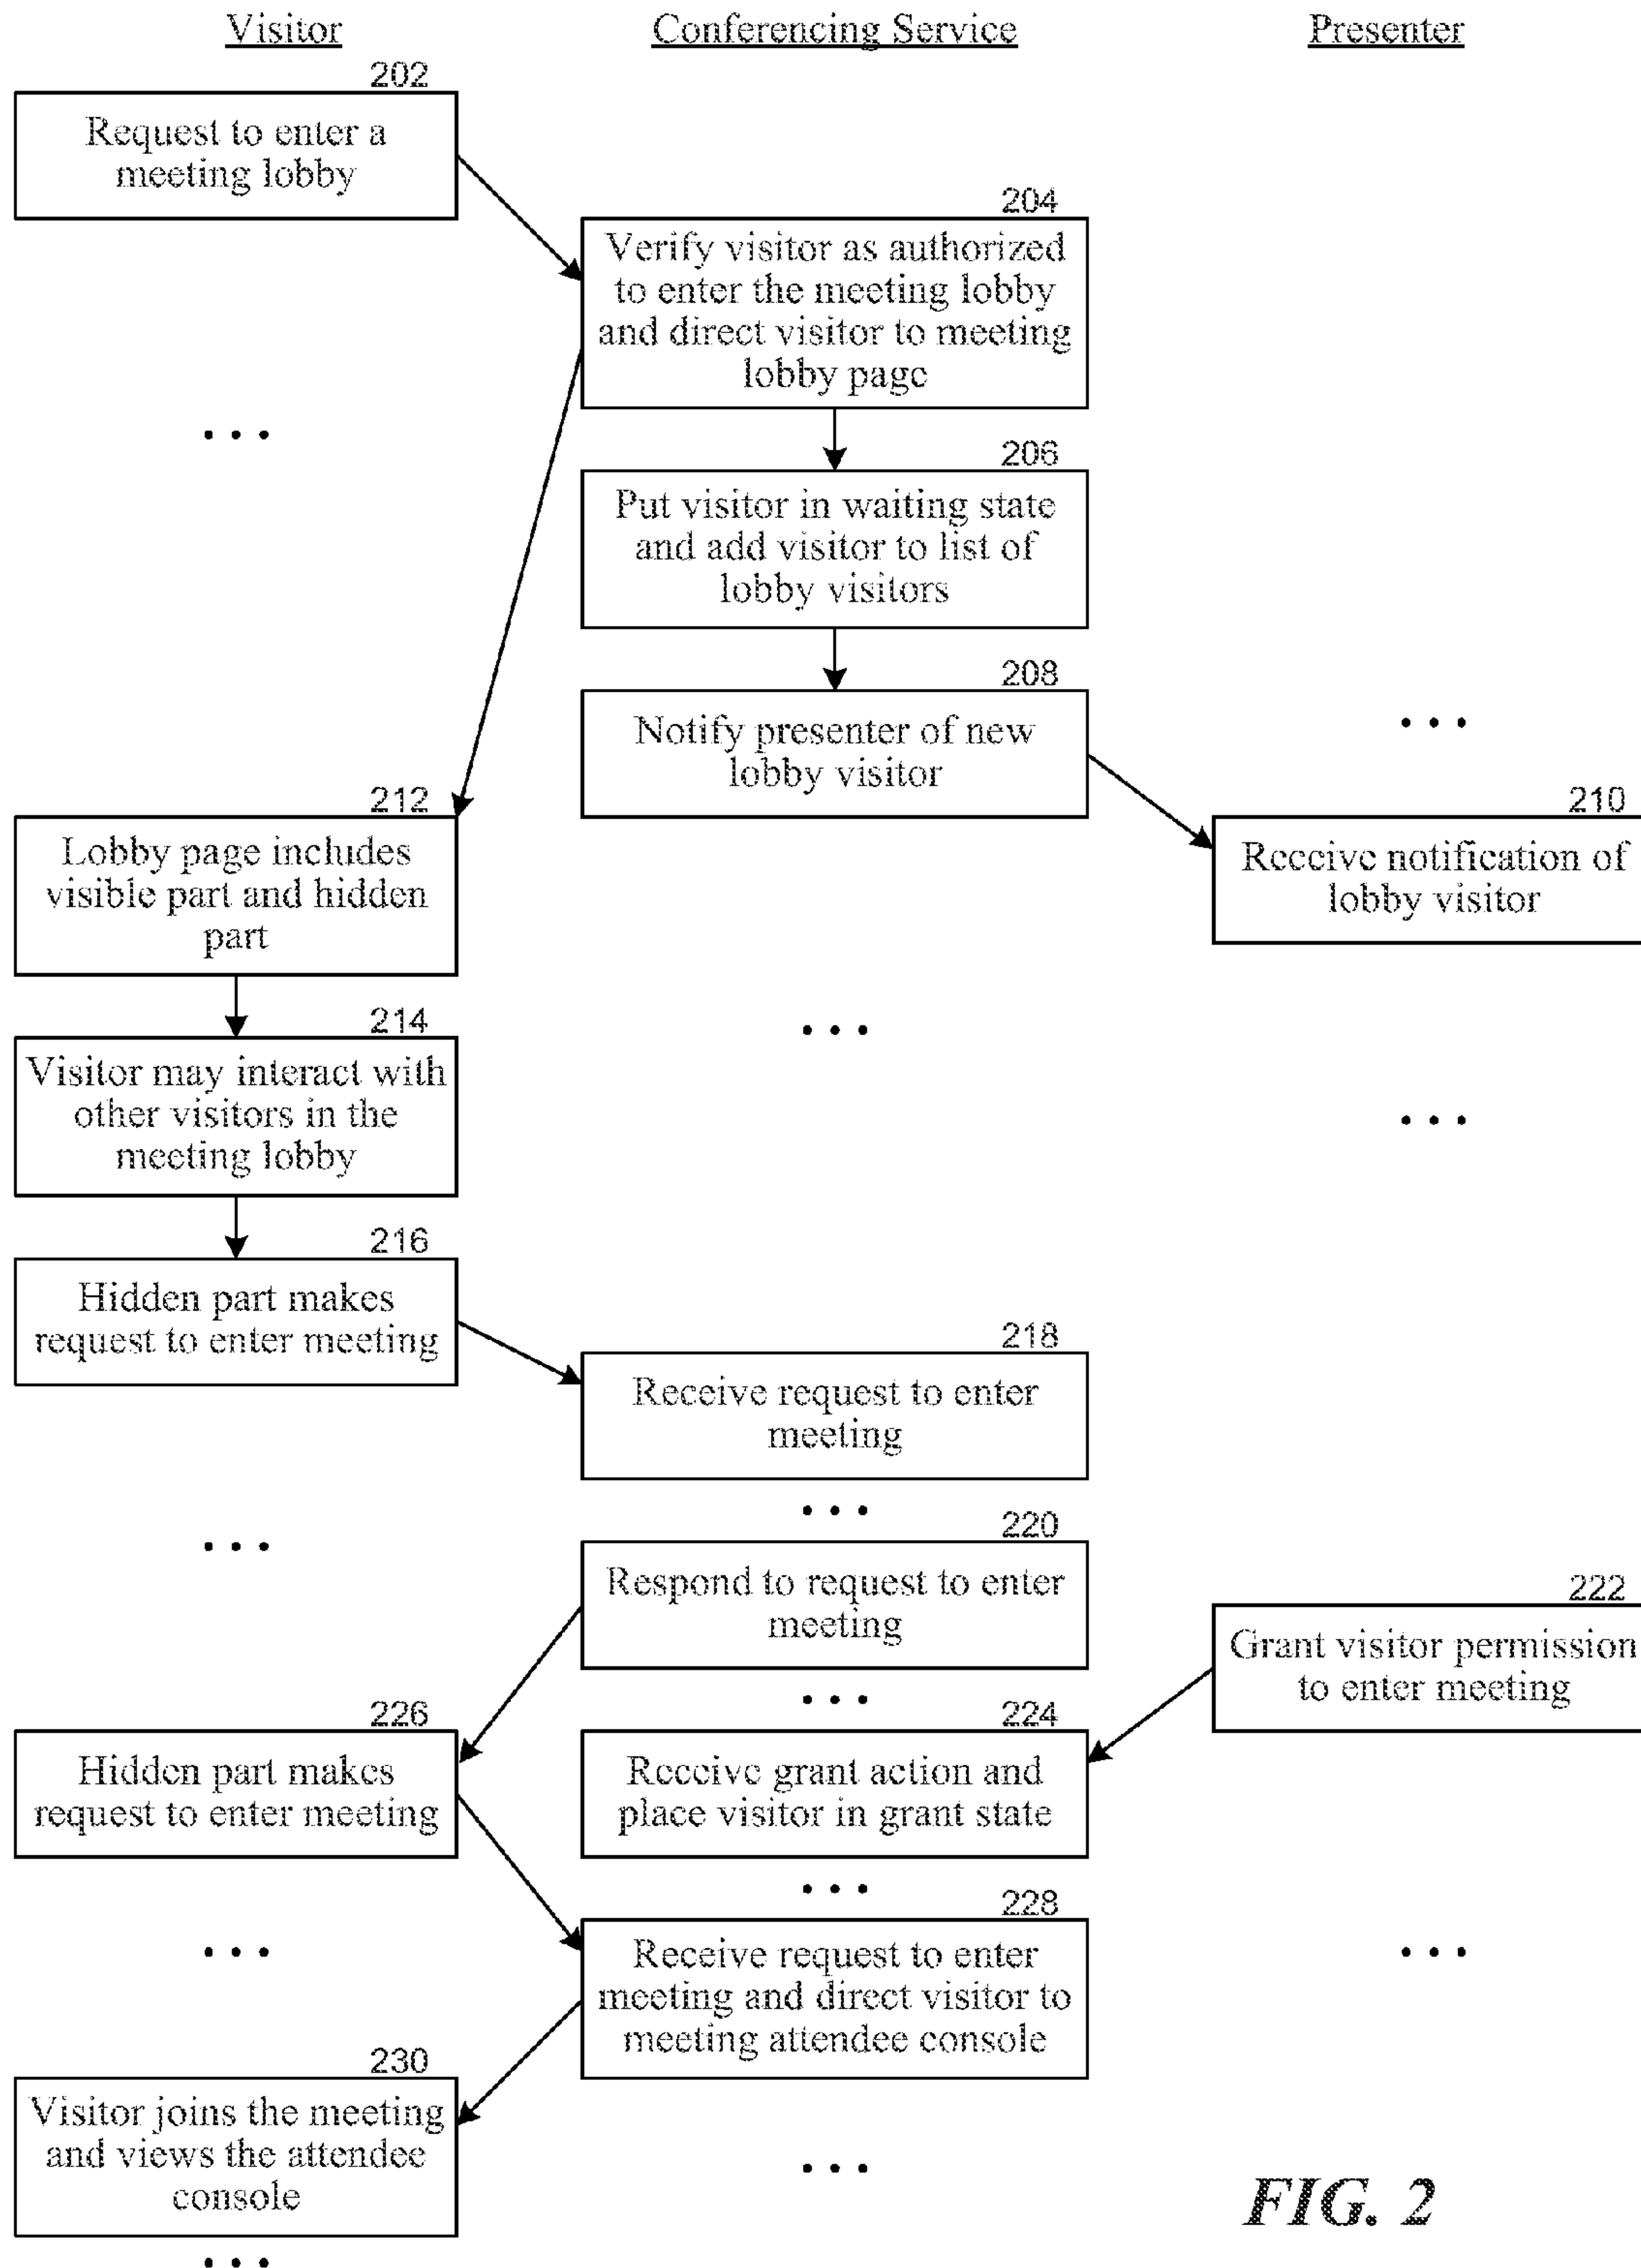 Visitor
Conferencing Service
Presenter
202
Request to enter a
meeting lobby
204
Verify visitor as authorized
to enter the meeting lobby
and direct visitor to meeting
lobby page
...
206
Put visitor in waiting state
and add visitor to list of
lobby visitors
208
Notify presenter of new
lobby visitor
...
212
Lobby page includes
visible part and hidden
part
210
Receive notification of
lobby visitor
214
Visitor may interact with
other visitors in the
meeting lobby
...
...
216
Hidden part makes
request to enter meeting
218
Receive request to enter
meeting
...
...
220
Respond to request to enter
meeting
222
Grant visitor permission
to enter meeting
...
226
Hidden part makes
request to enter meeting
224
Receive grant action and
place visitor in grant state
...
228
Receive request to enter
meeting and direct visitor to
meeting attendee console
...
...
230
Visitor joins the meeting
and views the attendee
console
...
...
FIG. 2